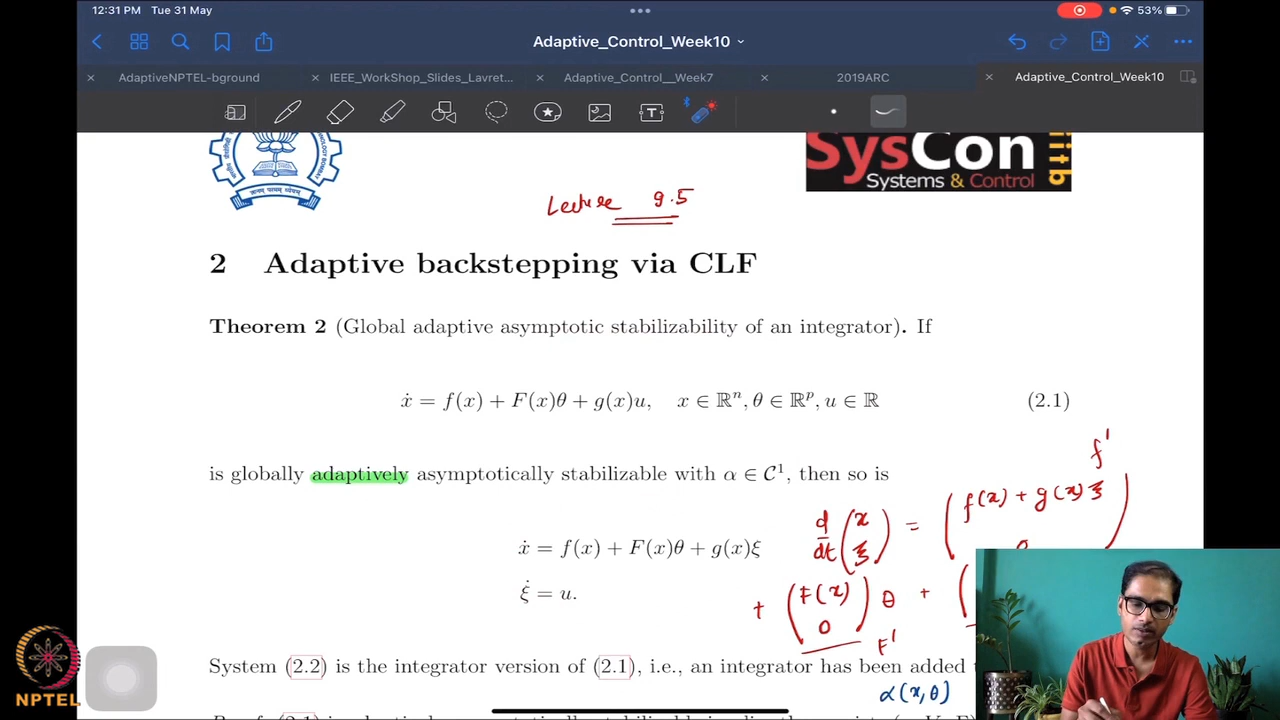 12:31 PM Tue 31 May
53%
Adaptive_Control_Week10
AdaptiveNPTEL-bground
IEEE_WorkShop_Slides_Lavret...
Adaptive_Control__Week7
2019ARC
Adaptive_Control_Week10
SysCon
Systems & Control
iitb
Lecture 9.5
2 Adaptive backstepping via CLF
Theorem 2 (Global adaptive asymptotic stabilizability of an integrator). If
ẋ = f(x) + F(x)θ + g(x)u, x ∈ ℝⁿ, θ ∈ ℝᵖ, u ∈ ℝ (2.1)
is globally adaptively asymptotically stabilizable with α ∈ 𝒞¹, then so is
f'
d/dt (x ξ) = (f(x) + g(x)ξ 0)
ẋ = f(x) + F(x)θ + g(x)ξ
ξ̇ = u.
+ (F(x) 0) θ + (
F'
System (2.2) is the integrator version of (2.1), i.e., an integrator has been added
α(x,θ)
NPTEL